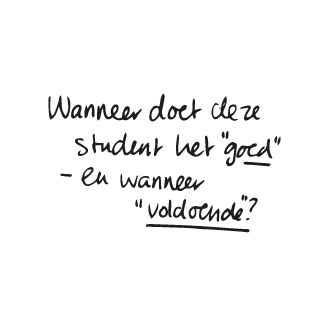 Wanneer doet deze
student het "goed"
- en wanneer
"voldoende"?